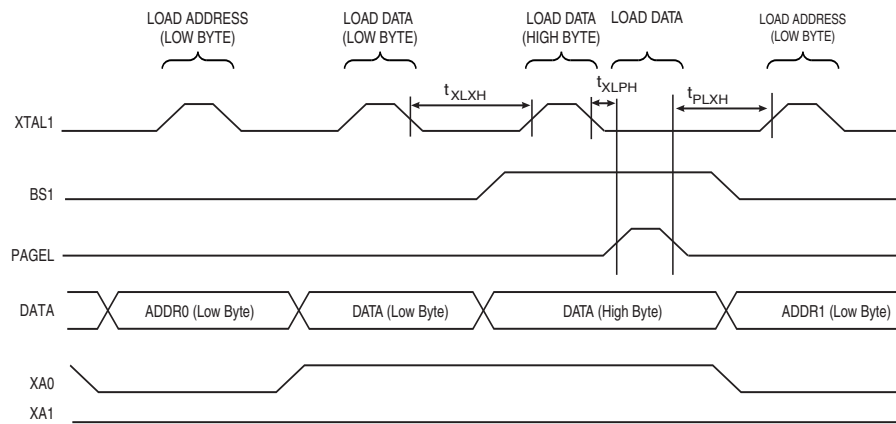 LOAD ADDRESS
(LOW BYTE)
LOAD DATA
(LOW BYTE)
LOAD DATA
(HIGH BYTE)
LOAD DATA
LOAD ADDRESS
(LOW BYTE)
tXLXH
tXLPH
tPLXH
XTAL1
BS1
PAGEL
DATA
ADDR0 (Low Byte)
DATA (Low Byte)
DATA (High Byte)
ADDR1 (Low Byte)
XA0
XA1